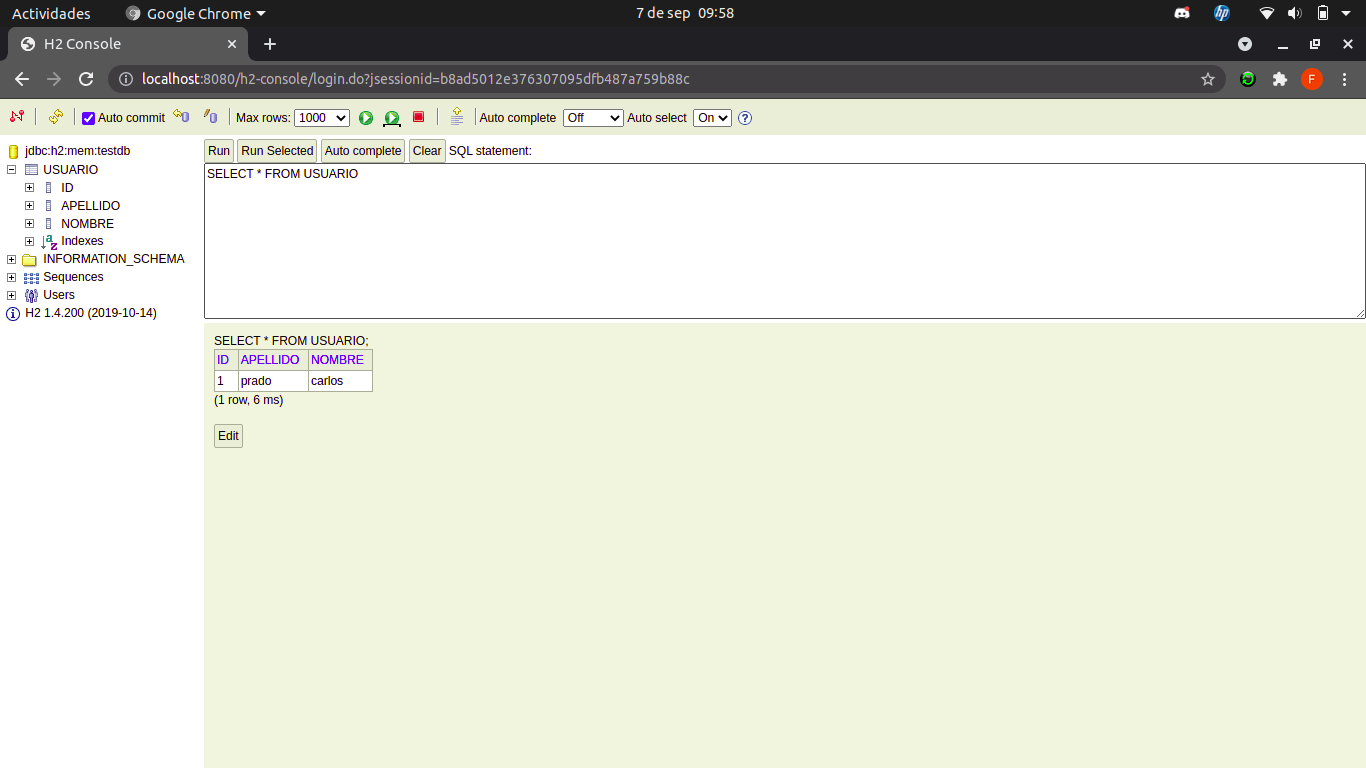 Actividades Google Chrome 7 de sep 09:58 hp
H2 Console
localhost:8080/h2-console/login.do?jsessionid=b8ad5012e376307095dfb487a759b88c F
Auto commit Max rows: 1000 Auto complete Off Auto select On ?
jdbc:h2:mem:testdb
USUARIO
ID
APELLIDO
NOMBRE
Indexes
INFORMATION_SCHEMA
Sequences
Users
H2 1.4.200 (2019-10-14)
Run Run Selected Auto complete Clear SQL statement:
SELECT * FROM USUARIO
SELECT * FROM USUARIO;
ID APELLIDO NOMBRE
1 prado carlos
(1 row, 6 ms)
Edit